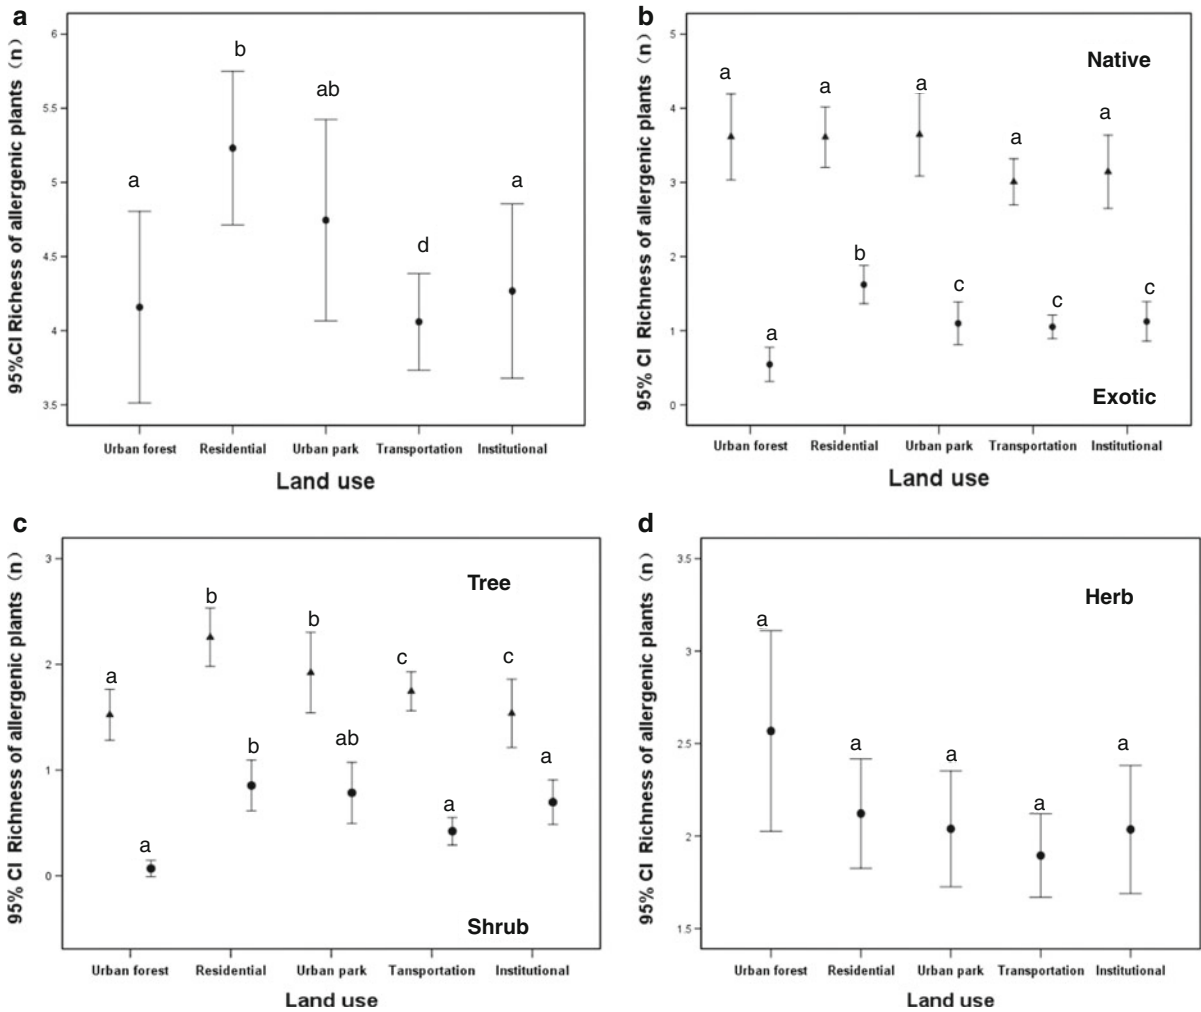 a
95%CI Richess of allergenic plants（n）
6
5.5
5
4.5
4
3.5
a
b
ab
d
a
Urban forest
Residential
Urban park
Transportation
Institutional
Land use
b
95% CI Richness of allergenic plants（n）
5
4
3
2
1
0
Native
a
a
a
a
a
a
b
c
c
c
Exotic
Urban forest
Residential
Urban park
Transportation
Institutional
Land use
c
95% CI Richness of allergenic plants（n）
3
2
1
0
Tree
a
b
b
c
c
a
b
ab
a
a
Shrub
Urban forest
Residential
Urban park
Tansportation
Institutional
Land use
d
95% CI Richness of allergenic plants（n）
3.5
3
2.5
2
1.5
Herb
a
a
a
a
a
Urban forest
Residential
Urban park
Transportation
Institutional
Land use